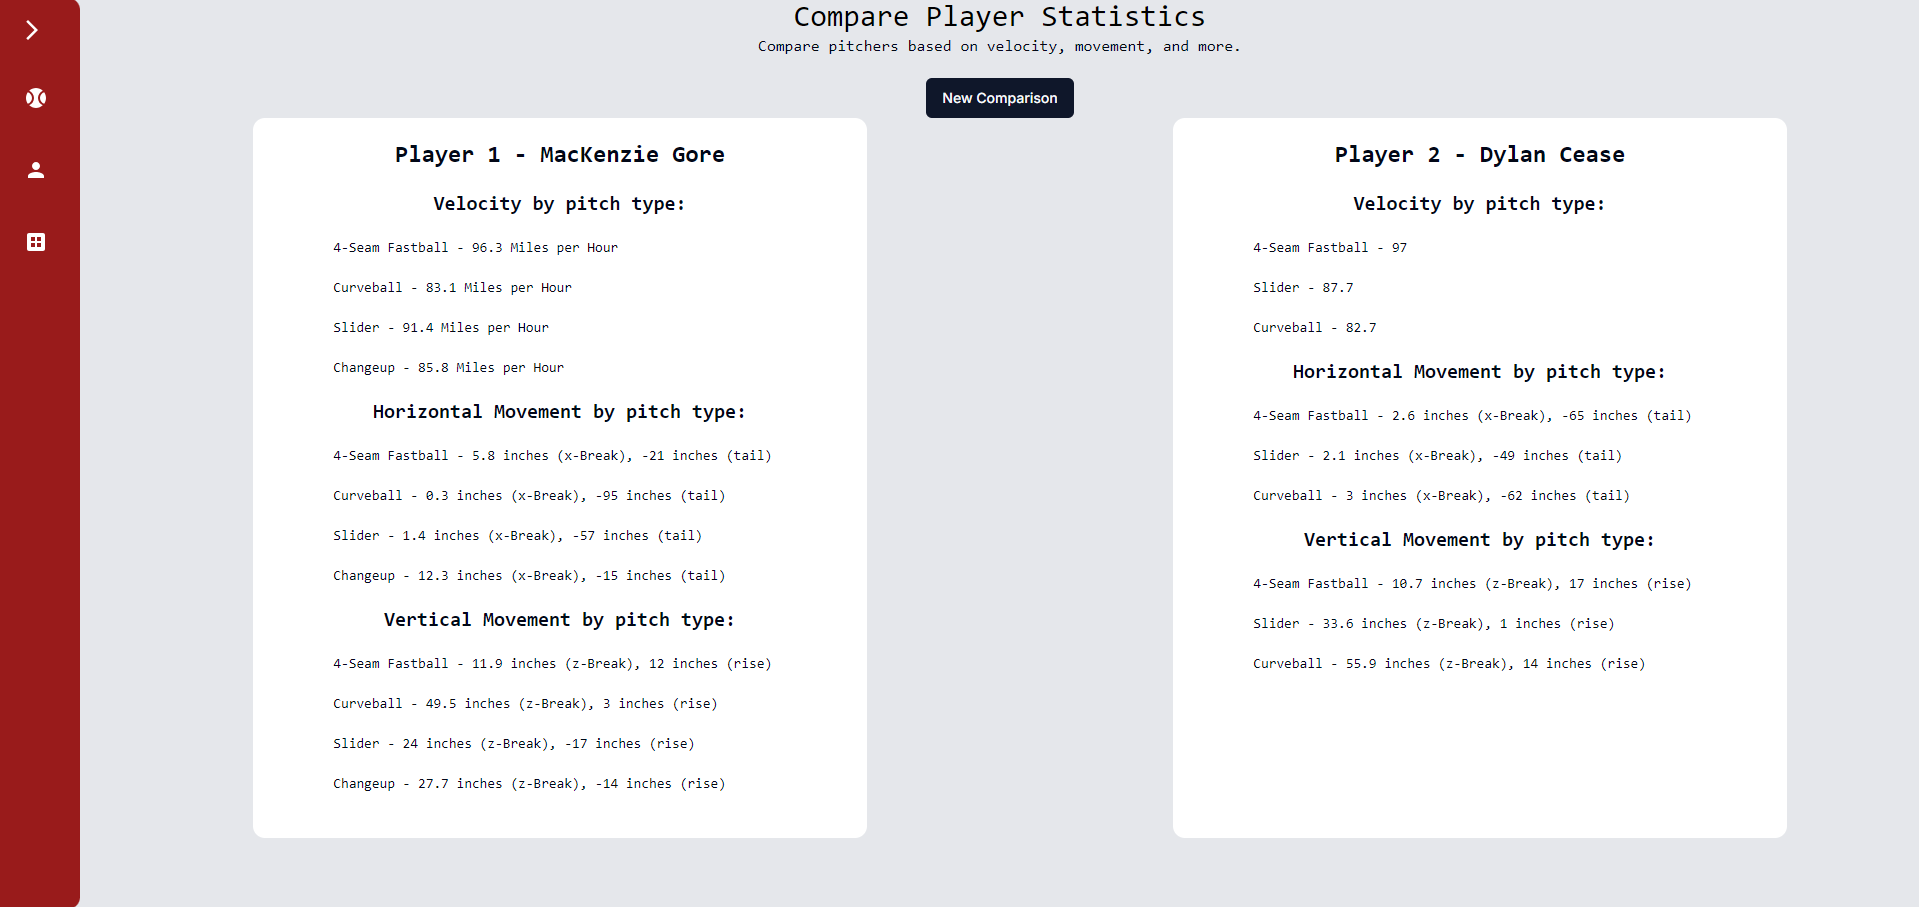 Compare Player Statistics
Compare pitchers based on velocity, movement, and more.
New Comparison
Player 1 - MacKenzie Gore
Velocity by pitch type:
4-Seam Fastball - 96.3 Miles per Hour
Curveball - 83.1 Miles per Hour
Slider - 91.4 Miles per Hour
Changeup - 85.8 Miles per Hour
Horizontal Movement by pitch type:
4-Seam Fastball - 5.8 inches (x-Break), -21 inches (tail)
Curveball - 0.3 inches (x-Break), -95 inches (tail)
Slider - 1.4 inches (x-Break), -57 inches (tail)
Changeup - 12.3 inches (x-Break), -15 inches (tail)
Vertical Movement by pitch type:
4-Seam Fastball - 11.9 inches (z-Break), 12 inches (rise)
Curveball - 49.5 inches (z-Break), 3 inches (rise)
Slider - 24 inches (z-Break), -17 inches (rise)
Changeup - 27.7 inches (z-Break), -14 inches (rise)
Player 2 - Dylan Cease
Velocity by pitch type:
4-Seam Fastball - 97
Slider - 87.7
Curveball - 82.7
Horizontal Movement by pitch type:
4-Seam Fastball - 2.6 inches (x-Break), -65 inches (tail)
Slider - 2.1 inches (x-Break), -49 inches (tail)
Curveball - 3 inches (x-Break), -62 inches (tail)
Vertical Movement by pitch type:
4-Seam Fastball - 10.7 inches (z-Break), 17 inches (rise)
Slider - 33.6 inches (z-Break), 1 inches (rise)
Curveball - 55.9 inches (z-Break), 14 inches (rise)